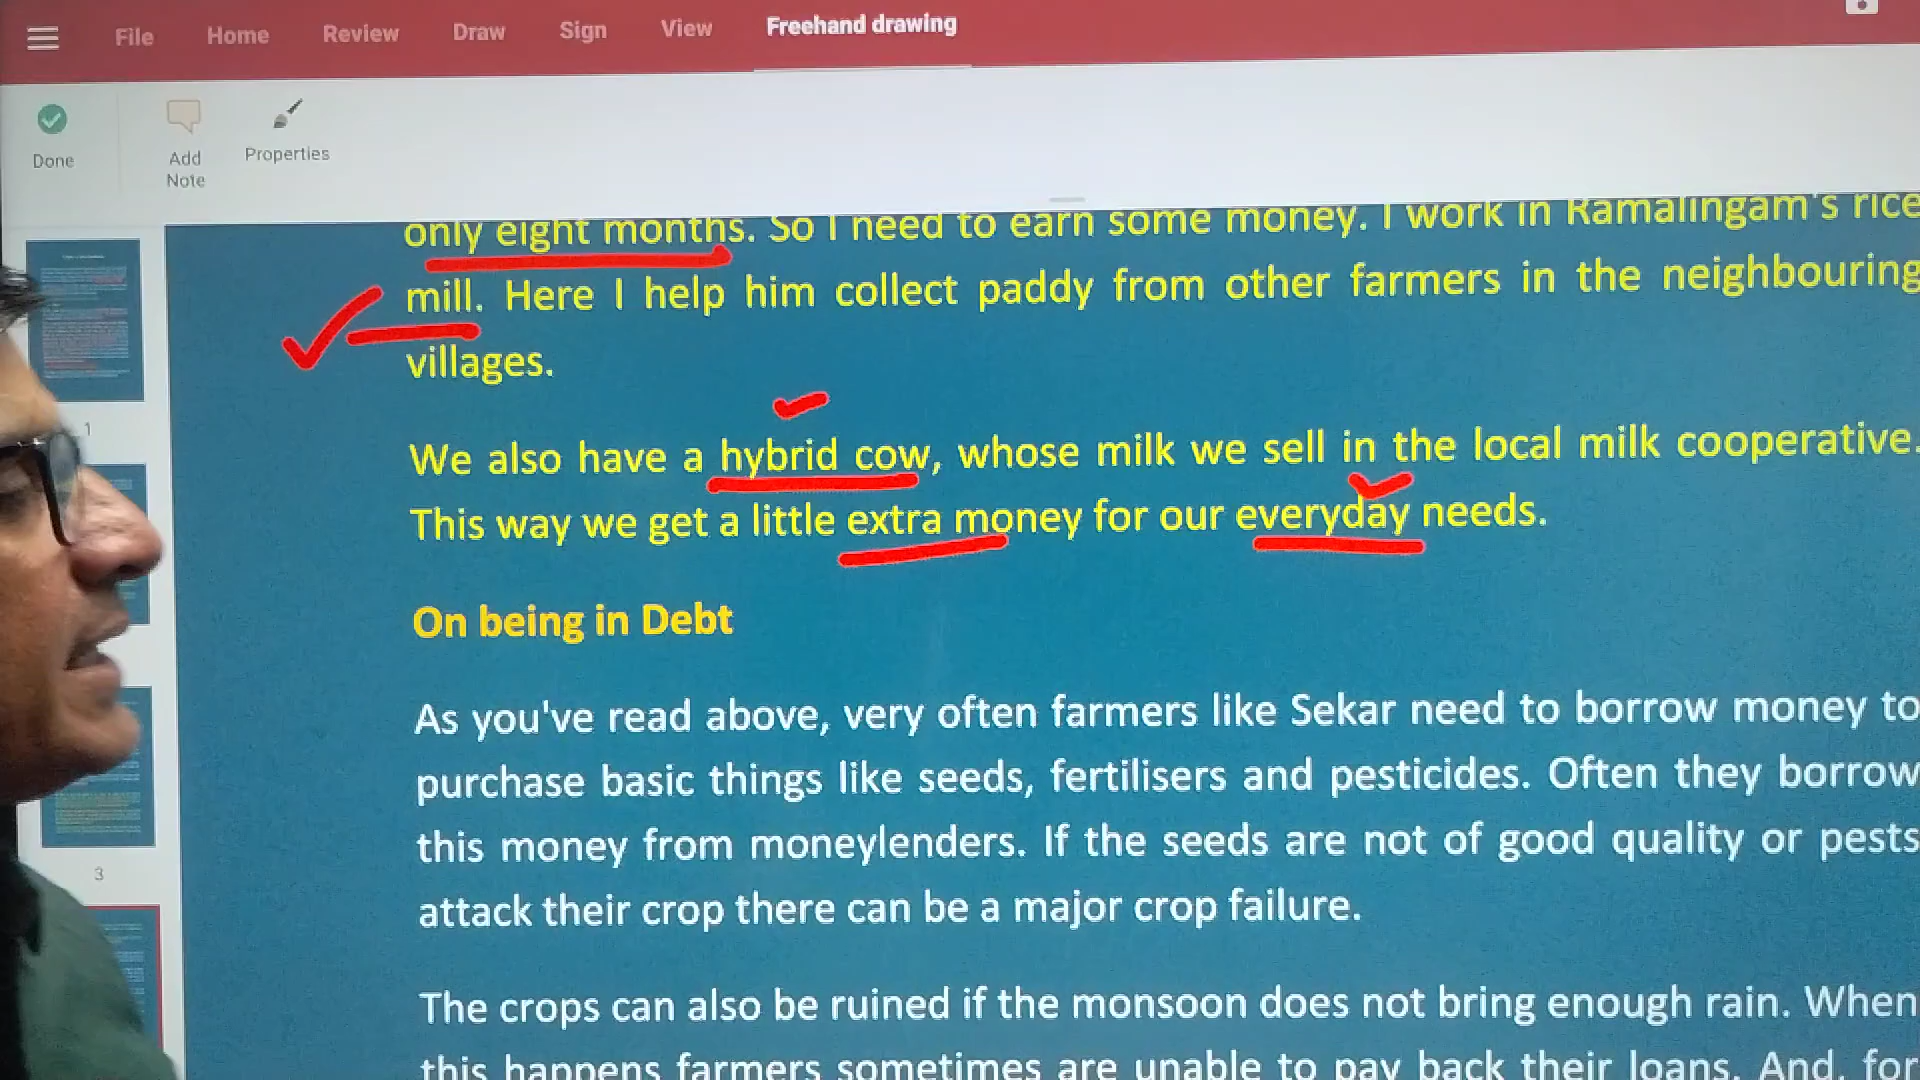 File Home Review Draw Sign View Freehand drawing
Done
Add
Note
Properties
only eight months. So I need to earn some money. I work in Ramalingam's rice
mill. Here I help him collect paddy from other farmers in the neighbouring
villages.
We also have a hybrid cow, whose milk we sell in the local milk cooperative.
This way we get a little extra money for our everyday needs.
On being in Debt
As you've read above, very often farmers like Sekar need to borrow money to
purchase basic things like seeds, fertilisers and pesticides. Often they borrow
this money from moneylenders. If the seeds are not of good quality or pests
attack their crop there can be a major crop failure.
The crops can also be ruined if the monsoon does not bring enough rain. When
this happens farmers sometimes are unable to pay back their loans. And, for
1
3